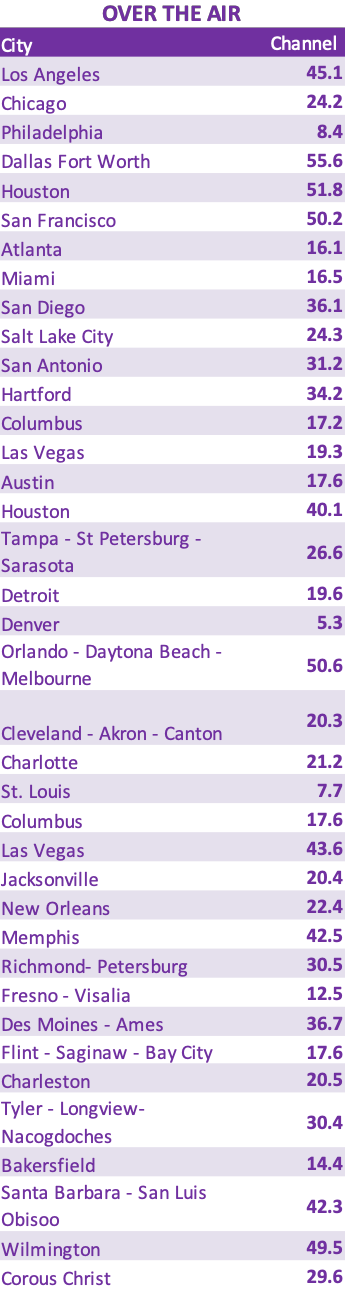 OVER THE AIR
City Channel
Los Angeles 45.1
Chicago 24.2
Philadelphia 8.4
Dallas Fort Worth 55.6
Houston 51.8
San Francisco 50.2
Atlanta 16.1
Miami 16.5
San Diego 36.1
Salt Lake City 24.3
San Antonio 31.2
Hartford 34.2
Columbus 17.2
Las Vegas 19.3
Austin 17.6
Houston 40.1
Tampa - St Petersburg -
Sarasota 26.6
Detroit 19.6
Denver 5.3
Orlando - Daytona Beach -
Melbourne 50.6
Cleveland - Akron - Canton 20.3
Charlotte 21.2
St. Louis 7.7
Columbus 17.6
Las Vegas 43.6
Jacksonville 20.4
New Orleans 22.4
Memphis 42.5
Richmond- Petersburg 30.5
Fresno - Visalia 12.5
Des Moines - Ames 36.7
Flint - Saginaw - Bay City 17.6
Charleston 20.5
Tyler - Longview-
Nacogdoches 30.4
Bakersfield 14.4
Santa Barbara - San Luis
Obisoo 42.3
Wilmington 49.5
Corous Christ 29.6